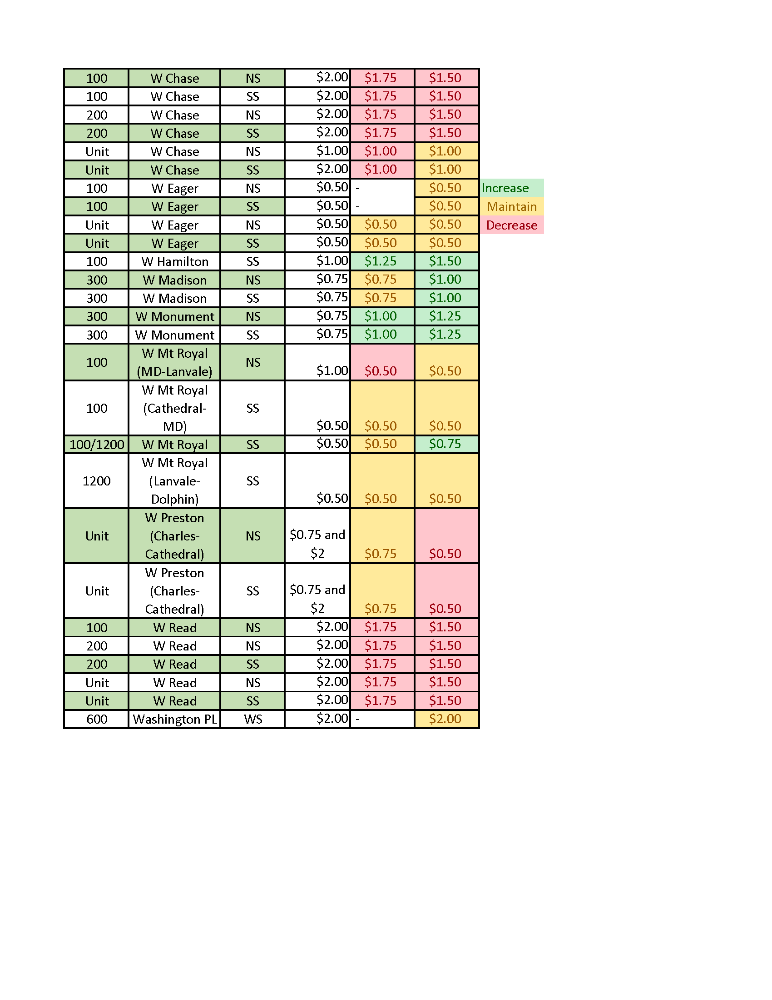 100 W Chase NS $2.00 $1.75 $1.50
100 W Chase SS $2.00 $1.75 $1.50
200 W Chase NS $2.00 $1.75 $1.50
200 W Chase SS $2.00 $1.75 $1.50
Unit W Chase NS $1.00 $1.00 $1.00
Unit W Chase SS $2.00 $1.00 $1.00
100 W Eager NS $0.50 - $0.50 Increase
100 W Eager SS $0.50 - $0.50 Maintain
Unit W Eager NS $0.50 $0.50 $0.50 Decrease
Unit W Eager SS $0.50 $0.50 $0.50
100 W Hamilton SS $1.00 $1.25 $1.50
300 W Madison NS $0.75 $0.75 $1.00
300 W Madison SS $0.75 $0.75 $1.00
300 W Monument NS $0.75 $1.00 $1.25
300 W Monument SS $0.75 $1.00 $1.25
W Mt Royal
100 NS
(MD-Lanvale) $1.00 $0.50 $0.50
W Mt Royal
100 (Cathedral- SS
MD) $0.50 $0.50 $0.50
100/1200 W Mt Royal SS $0.50 $0.50 $0.75
W Mt Royal
1200 (Lanvale- SS
Dolphin) $0.50 $0.50 $0.50
W Preston
Unit (Charles- NS $0.75 and
Cathedral) $2 $0.75 $0.50
W Preston
Unit (Charles- SS $0.75 and
Cathedral) $2 $0.75 $0.50
100 W Read NS $2.00 $1.75 $1.50
200 W Read NS $2.00 $1.75 $1.50
200 W Read SS $2.00 $1.75 $1.50
Unit W Read NS $2.00 $1.75 $1.50
Unit W Read SS $2.00 $1.75 $1.50
600 Washington PL WS $2.00 - $2.00